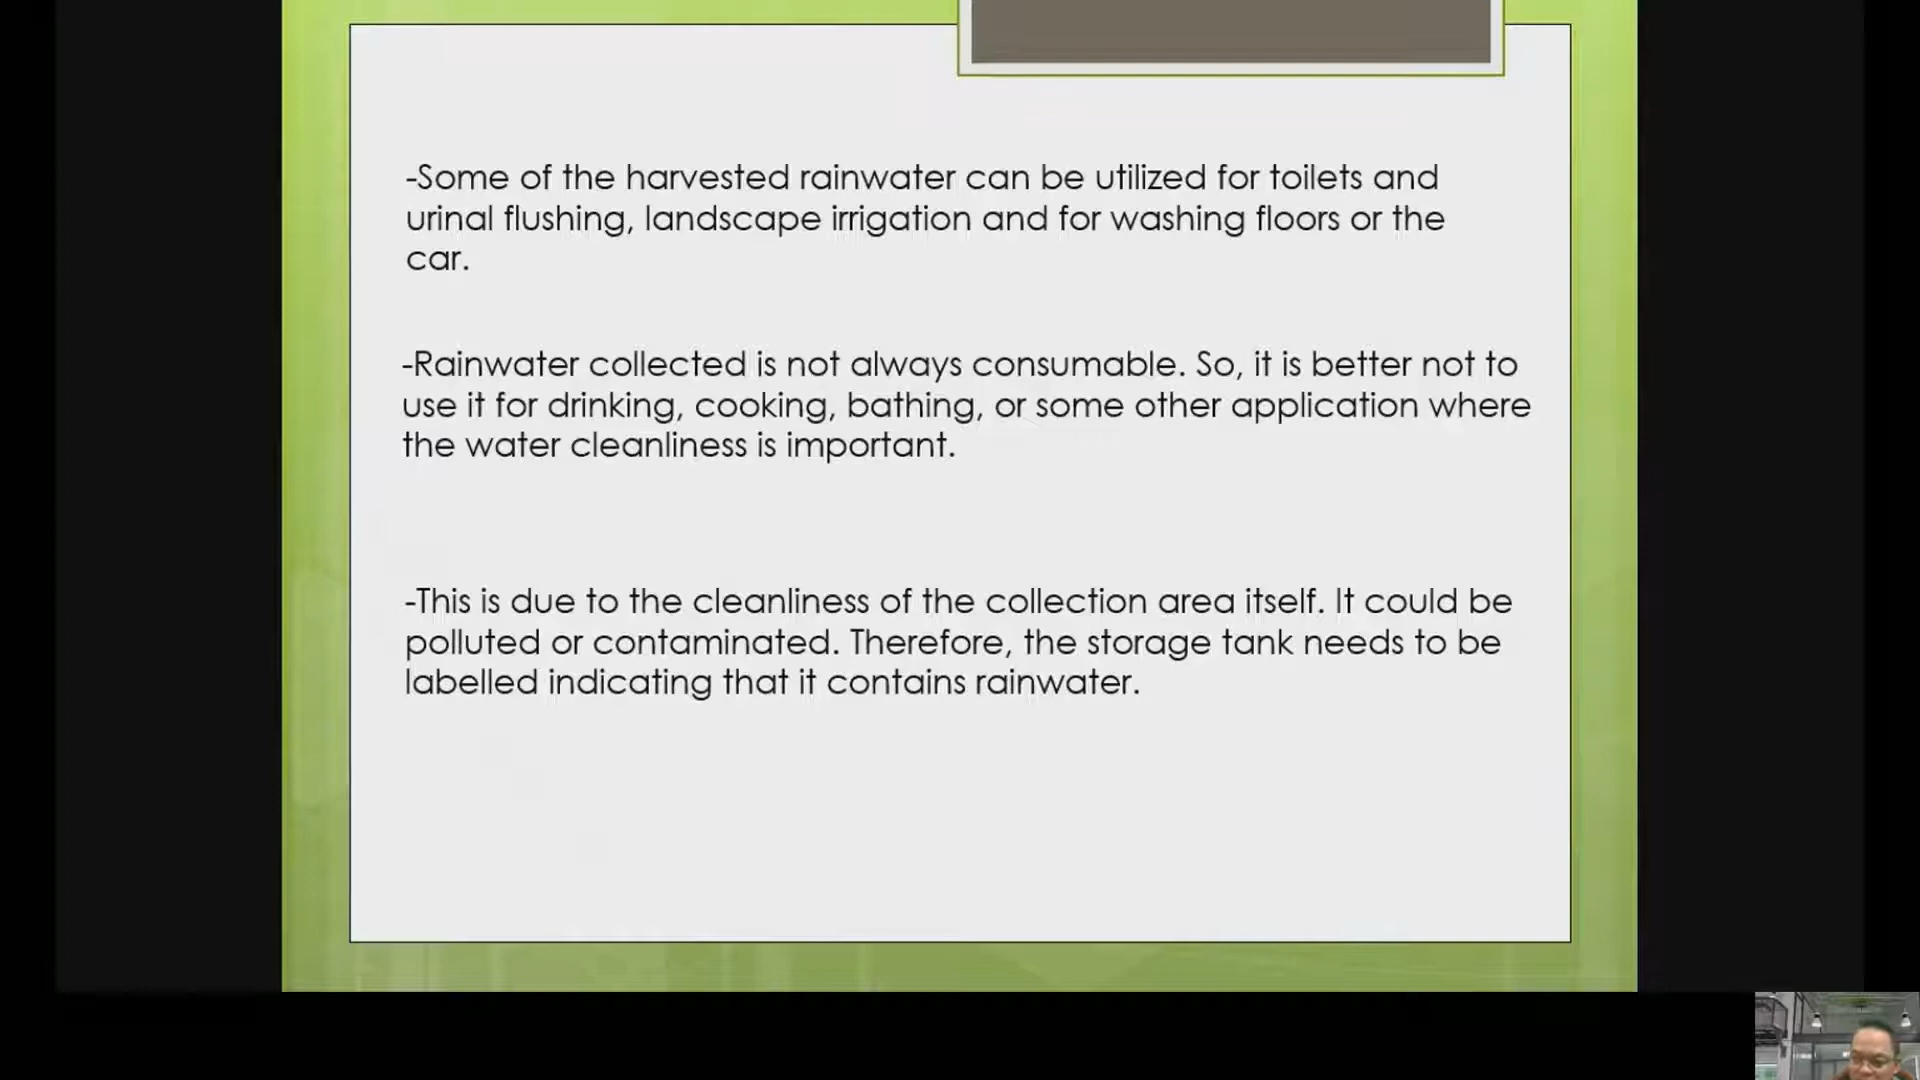 -Some of the harvested rainwater can be utilized for toilets and
urinal flushing, landscape irrigation and for washing floors or the
car.
-Rainwater collected is not always consumable. So, it is better not to
use it for drinking, cooking, bathing, or some other application where
the water cleanliness is important.
-This is due to the cleanliness of the collection area itself. It could be
polluted or contaminated. Therefore, the storage tank needs to be
labelled indicating that it contains rainwater.